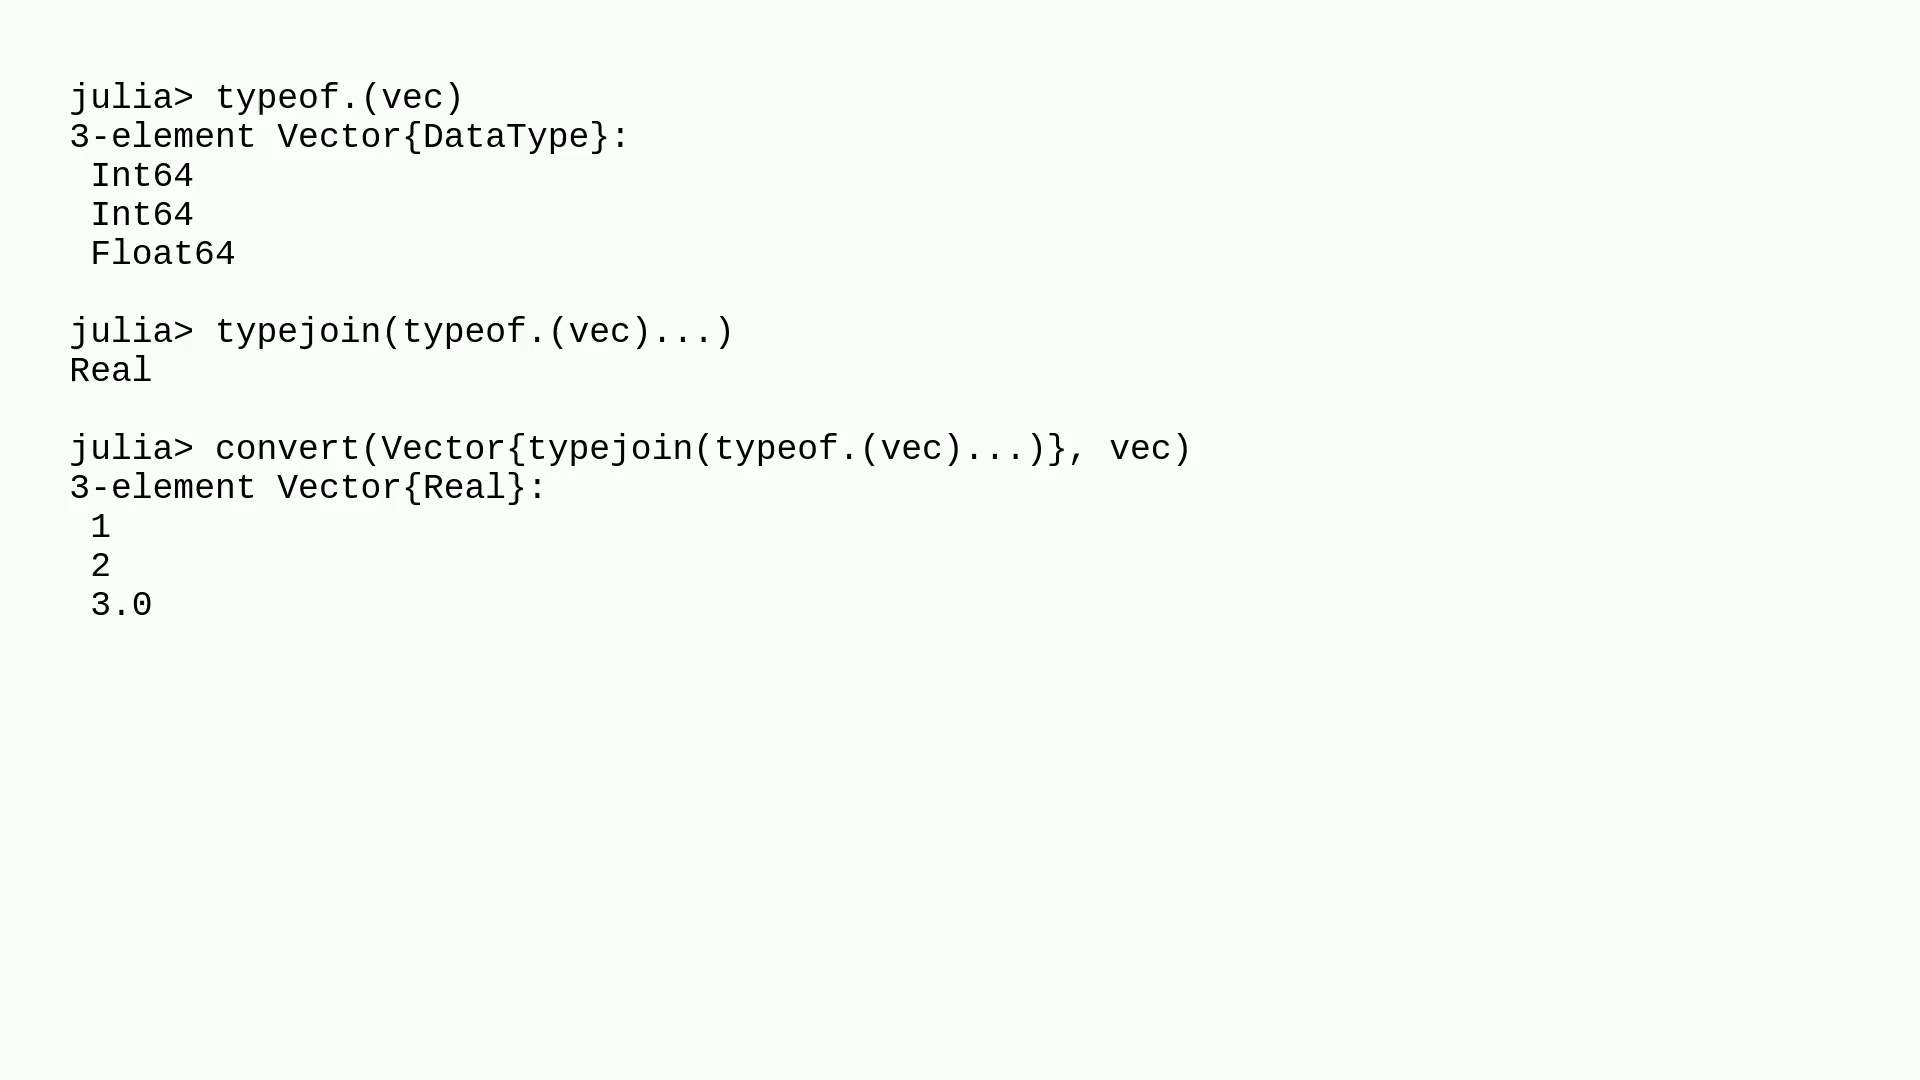 julia> typeof.(vec)
3-element Vector{DataType}:
 Int64
 Int64
 Float64

julia> typejoin(typeof.(vec)...)
Real

julia> convert(Vector{typejoin(typeof.(vec)...)}, vec)
3-element Vector{Real}:
 1
 2
 3.0